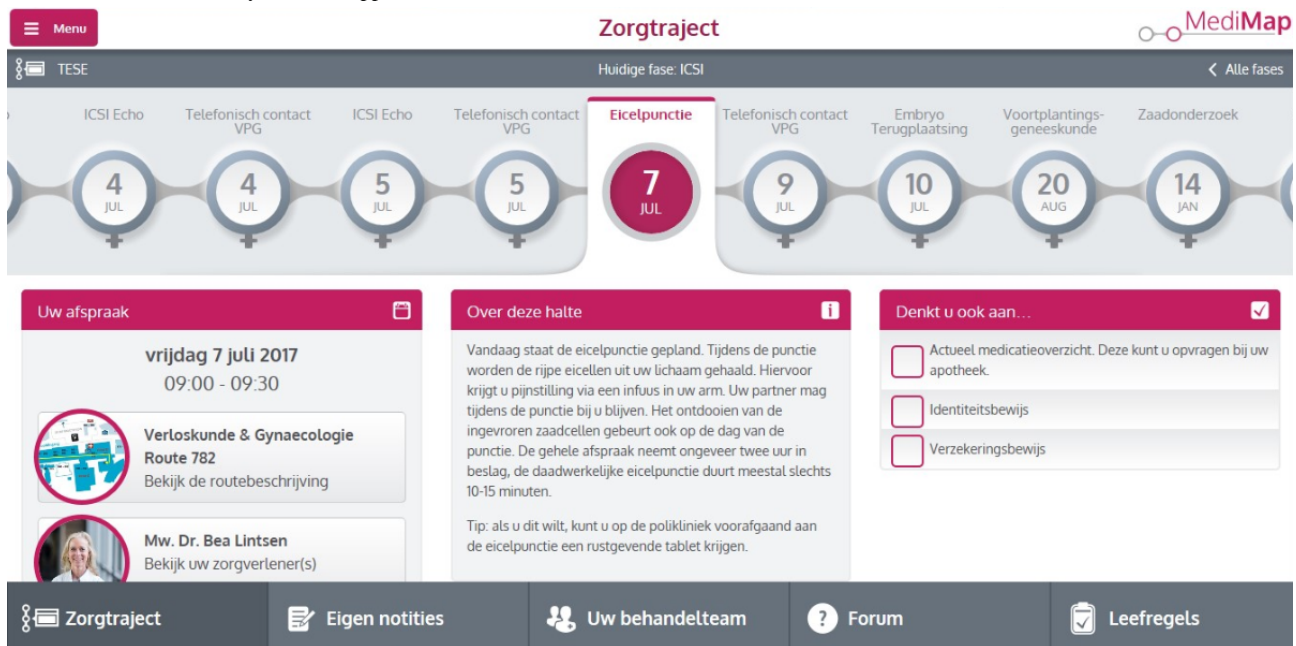 Menu
Zorgtraject
MediMap
TESE
Huidige fase: ICSI
Alle fases
ICSI Echo
Telefonisch contact
VPG
ICSI Echo
Telefonisch contact
VPG
Eicelpunctie
Telefonisch contact
VPG
Embryo
Terugplaatsing
Voortplantings-
geneeskunde
Zaadonderzoek
4
JUL
4
JUL
5
JUL
5
JUL
7
JUL
9
JUL
10
JUL
20
AUG
14
JAN
Uw afspraak
vrijdag 7 juli 2017
09:00 - 09:30
Verloskunde & Gynaecologie
Route 782
Bekijk de routebeschrijving
Mw. Dr. Bea Lintsen
Bekijk uw zorgverlener(s)
Over deze halte
Vandaag staat de eicelpunctie gepland. Tijdens de punctie
worden de rijpe eicellen uit uw lichaam gehaald. Hiervoor
krijgt u pijnstilling via een infuus in uw arm. Uw partner mag
tijdens de punctie bij u blijven. Het ontdooien van de
ingevroren zaadcellen gebeurt ook op de dag van de
punctie. De gehele afspraak neemt ongeveer twee uur in
beslag, de daadwerkelijke eicelpunctie duurt meestal slechts
10-15 minuten.
Tip: als u dit wilt, kunt u op de polikliniek voorafgaand aan
de eicelpunctie een rustgevende tablet krijgen.
Denkt u ook aan...
Actueel medicatieoverzicht. Deze kunt u opvragen bij uw
apotheek.
Identiteitsbewijs
Verzekeringsbewijs
Zorgtraject
Eigen notities
Uw behandelteam
Forum
Leefregels